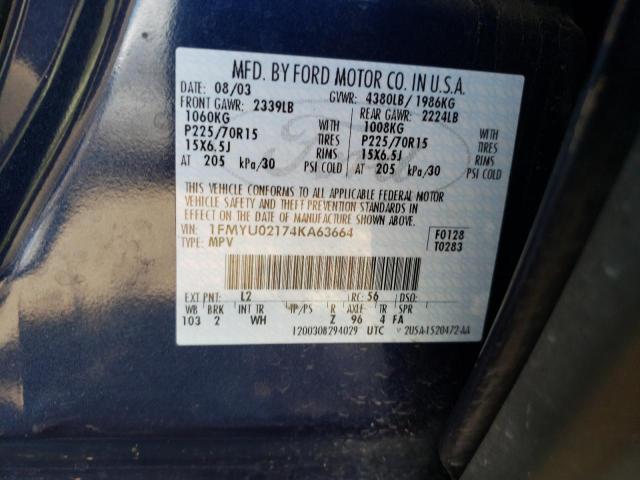 MFD. BY FORD MOTOR CO. IN U.S.A.
DATE: 08/03 GVWR: 4380LB/1986KG
FRONT GAWR: 2339LB REAR GAWR: 2224LB
1060KG WITH 1008KG WITH
P225/70R15 TIRES P225/70R15 TIRES
15X6.5J RIMS 15X6.5J RIMS
AT 205 kPa/30 PSI COLD AT 205 kPa/30 PSI COLD
THIS VEHICLE CONFORMS TO ALL APPLICABLE FEDERAL MOTOR
VEHICLE SAFETY AND THEFT PREVENTION STANDARDS IN
EFFECT ON THE DATE OF MANUFACTURE SHOWN ABOVE.
VIN: 1FMYU02174KA63664 F0128
TYPE: MPV T0283
Ford
EXT PNT: L2 RC: 56 DSO:
WB BRK INT TR TP/PS R AXLE TR SPR
103 2 WH Z 96 4 FA
1200308294029 UTC 2U5A-1520472-AA